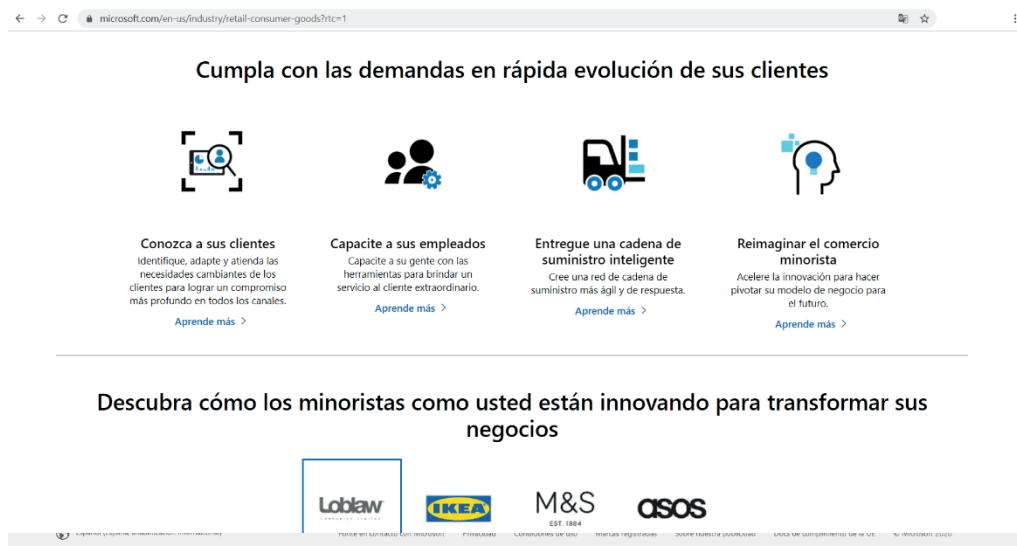 microsoft.com/en-us/industry/retail-consumer-goods?rtc=1
Cumpla con las demandas en rápida evolución de sus clientes
Conozca a sus clientes
Identifique, adapte y atienda las
necesidades cambiantes de los
clientes para lograr un compromiso
más profundo en todos los canales.
Aprende más >
Capacite a sus empleados
Capacite a su gente con las
herramientas para brindar un
servicio al cliente extraordinario.
Aprende más >
Entregue una cadena de
suministro inteligente
Cree una red de cadena de
suministro más ágil y de respuesta.
Aprende más >
Reimaginar el comercio
minorista
Acelere la innovación para hacer
pivotar su modelo de negocio para
el futuro.
Aprende más >
Descubra cómo los minoristas como usted están innovando para transformar sus
negocios
Loblaw
IKEA
M&S
EST. 1884
asos